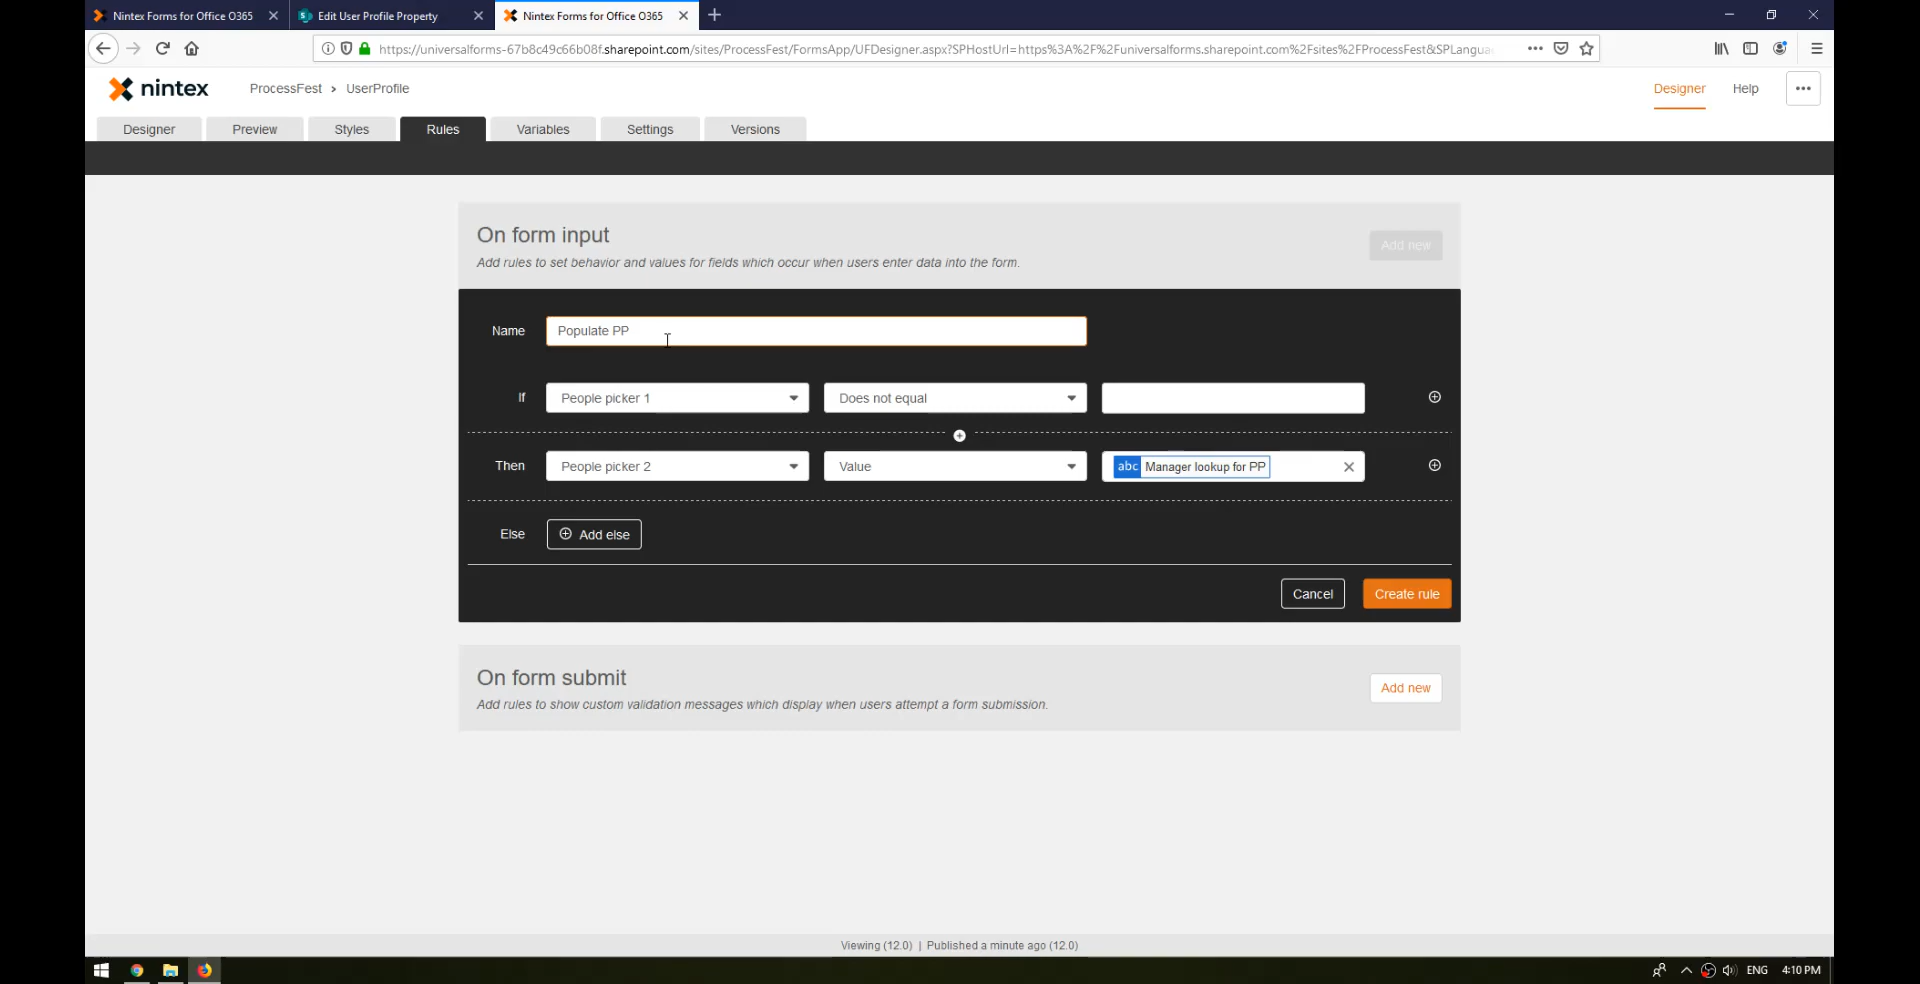 Nintex Forms for Office O365
Edit User Profile Property
Nintex Forms for Office O365
https://universalforms-67b8c49c66b08f.sharepoint.com/sites/ProcessFest/FormsApp/UFDesigner.aspx?SPHostUrl=https%3A%2F%2Funiversalforms.sharepoint.com%2Fsites%2FProcessFest&SPLangua
nintex
ProcessFest › UserProfile
Designer
Help
Designer
Preview
Styles
Rules
Variables
Settings
Versions
On form input
Add rules to set behavior and values for fields which occur when users enter data into the form.
Add new
Name
Populate PP
If
People picker 1
Does not equal
Then
People picker 2
Value
abc Manager lookup for PP
Else
Add else
Cancel
Create rule
On form submit
Add rules to show custom validation messages which display when users attempt a form submission.
Add new
Viewing (12.0) | Published a minute ago (12.0)
ENG
4:10 PM